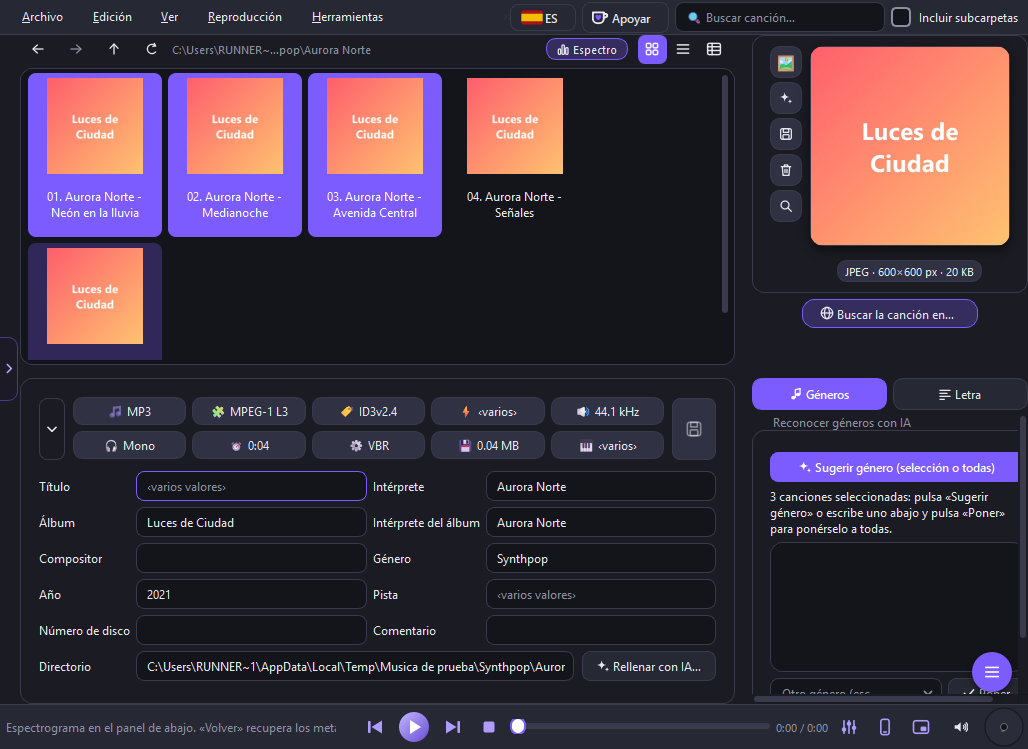 Archivo Edición Ver Reproducción Herramientas ES Apoyar Buscar canción... Incluir subcarpetas
C:\Users\RUNNER~...pop\Aurora Norte Espectro
Luces de
Ciudad
01. Aurora Norte -
Neón en la lluvia
Luces de
Ciudad
02. Aurora Norte -
Medianoche
Luces de
Ciudad
03. Aurora Norte -
Avenida Central
Luces de
Ciudad
04. Aurora Norte -
Señales
Luces de
Ciudad
Luces de
Ciudad
JPEG · 600×600 px · 20 KB
Buscar la canción en...
MP3 MPEG-1 L3 ID3v2.4 ‹varios› 44.1 kHz
Mono 0:04 VBR 0.04 MB ‹varios›
Título ‹varios valores› Intérprete Aurora Norte
Álbum Luces de Ciudad Intérprete del álbum Aurora Norte
Compositor Género Synthpop
Año 2021 Pista ‹varios valores›
Número de disco Comentario
Directorio C:\Users\RUNNER~1\AppData\Local\Temp\Musica de prueba\Synthpop\Auror Rellenar con IA...
Géneros Letra
Reconocer géneros con IA
Sugerir género (selección o todas)
3 canciones seleccionadas: pulsa «Sugerir
género» o escribe uno abajo y pulsa «Poner»
para ponérselo a todas.
Otro género (esc... Poner
Espectrograma en el panel de abajo. «Volver» recupera los meta
0:00 / 0:00